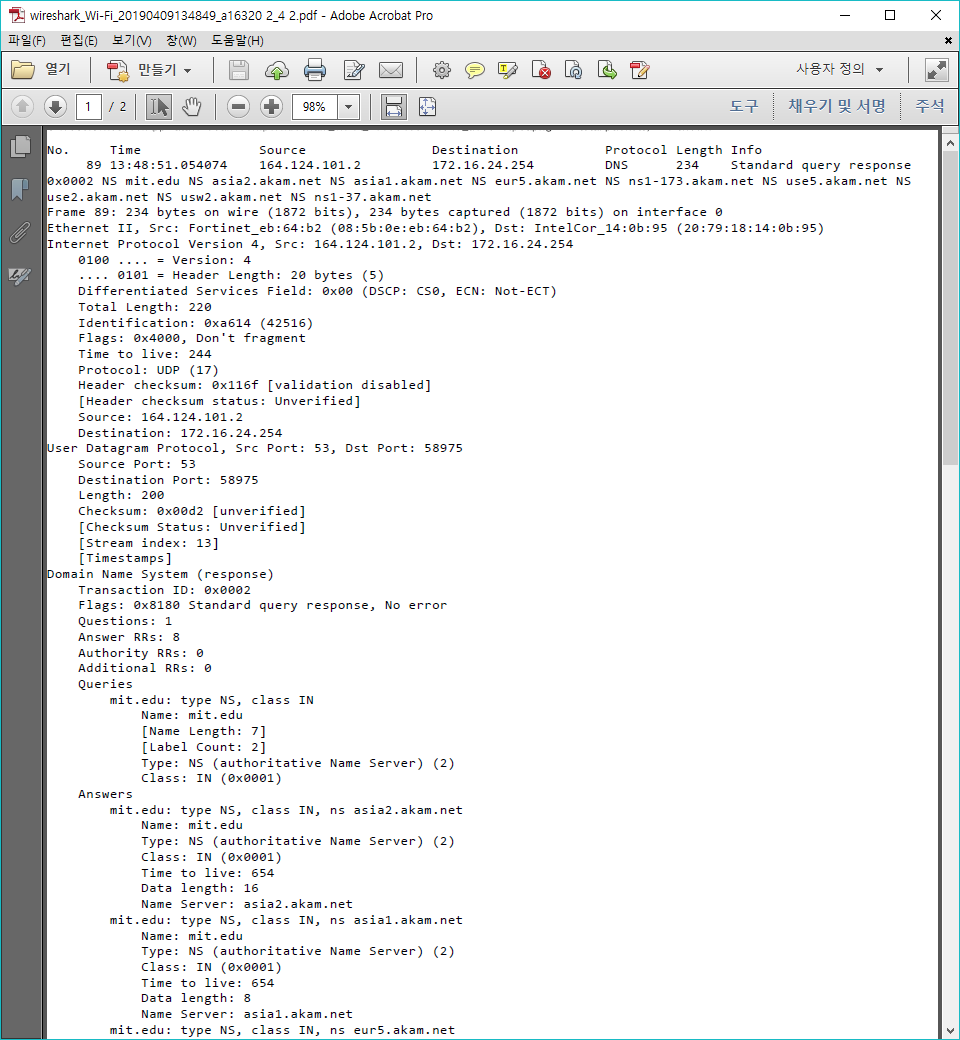 wireshark_Wi-Fi_20190409134849_a16320 2_4 2.pdf - Adobe Acrobat Pro
파일(F) 편집(E) 보기(V) 창(W) 도움말(H)
열기 만들기 사용자 정의
1 / 2 98% 도구 채우기 및 서명 주석
No. Time Source Destination Protocol Length Info
89 13:48:51.054074 164.124.101.2 172.16.24.254 DNS 234 Standard query response
0x0002 NS mit.edu NS asia2.akam.net NS asia1.akam.net NS eur5.akam.net NS ns1-173.akam.net NS use5.akam.net NS
use2.akam.net NS usw2.akam.net NS ns1-37.akam.net
Frame 89: 234 bytes on wire (1872 bits), 234 bytes captured (1872 bits) on interface 0
Ethernet II, Src: Fortinet_eb:64:b2 (08:5b:0e:eb:64:b2), Dst: IntelCor_14:0b:95 (20:79:18:14:0b:95)
Internet Protocol Version 4, Src: 164.124.101.2, Dst: 172.16.24.254
0100 .... = Version: 4
.... 0101 = Header Length: 20 bytes (5)
Differentiated Services Field: 0x00 (DSCP: CS0, ECN: Not-ECT)
Total Length: 220
Identification: 0xa614 (42516)
Flags: 0x4000, Don't fragment
Time to live: 244
Protocol: UDP (17)
Header checksum: 0x116f [validation disabled]
[Header checksum status: Unverified]
Source: 164.124.101.2
Destination: 172.16.24.254
User Datagram Protocol, Src Port: 53, Dst Port: 58975
Source Port: 53
Destination Port: 58975
Length: 200
Checksum: 0x00d2 [unverified]
[Checksum Status: Unverified]
[Stream index: 13]
[Timestamps]
Domain Name System (response)
Transaction ID: 0x0002
Flags: 0x8180 Standard query response, No error
Questions: 1
Answer RRs: 8
Authority RRs: 0
Additional RRs: 0
Queries
mit.edu: type NS, class IN
Name: mit.edu
[Name Length: 7]
[Label Count: 2]
Type: NS (authoritative Name Server) (2)
Class: IN (0x0001)
Answers
mit.edu: type NS, class IN, ns asia2.akam.net
Name: mit.edu
Type: NS (authoritative Name Server) (2)
Class: IN (0x0001)
Time to live: 654
Data length: 16
Name Server: asia2.akam.net
mit.edu: type NS, class IN, ns asia1.akam.net
Name: mit.edu
Type: NS (authoritative Name Server) (2)
Class: IN (0x0001)
Time to live: 654
Data length: 8
Name Server: asia1.akam.net
mit.edu: type NS, class IN, ns eur5.akam.net